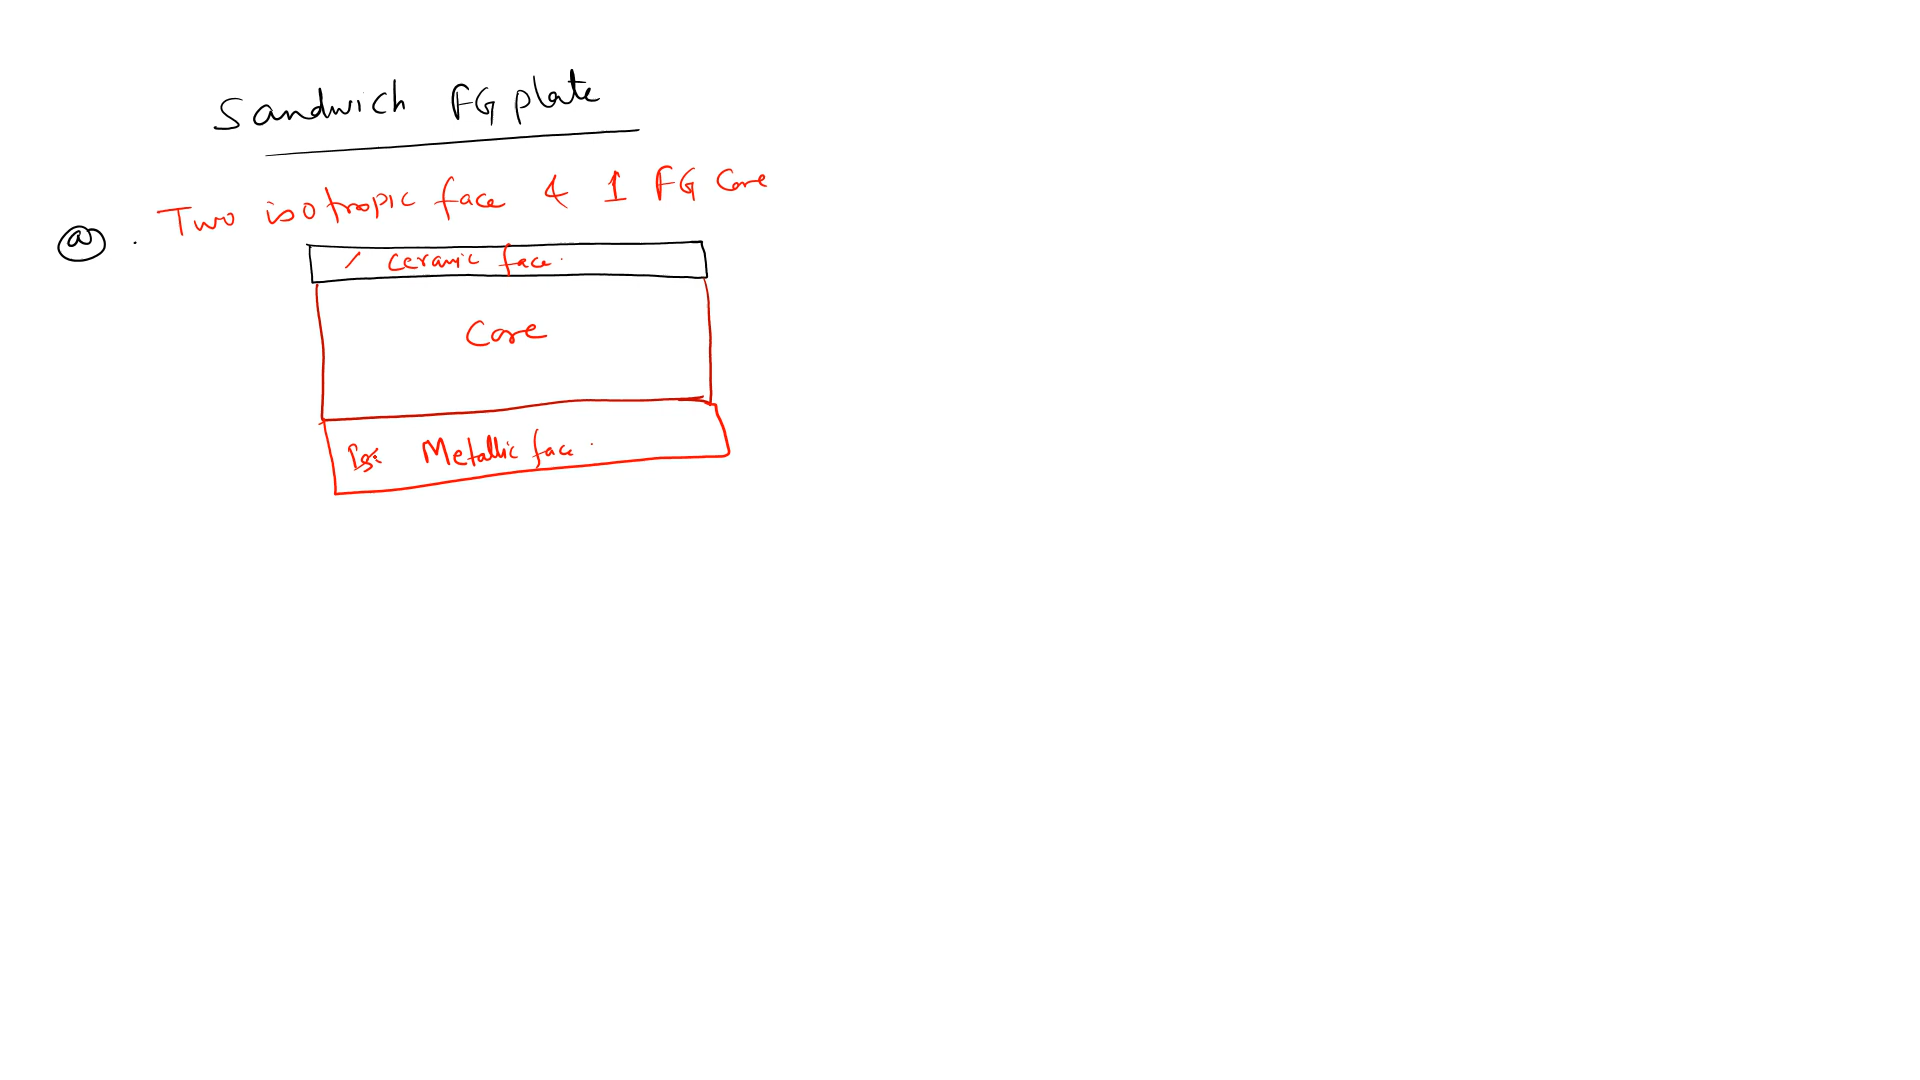 Sandwich FG plate
(a). Two isotropic face & 1 FG Core
Ceramic face.
Core
Metallic face.